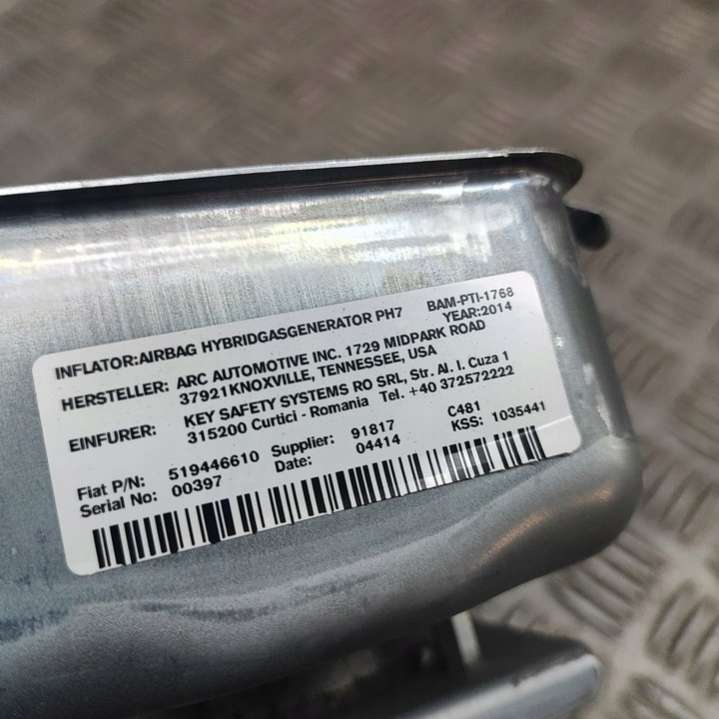 INFLATOR:AIRBAG HYBRIDGASGENERATOR PH7 BAM-PTI-1768
YEAR:2014
HERSTELLER: ARC AUTOMOTIVE INC. 1729 MIDPARK ROAD
37921KNOXVILLE, TENNESSEE, USA
EINFURER: KEY SAFETY SYSTEMS RO SRL, Str. Al. I. Cuza 1
315200 Curtici - Romania Tel. +40 372572222
Fiat P/N: 519446610 Supplier: 91817 C481
Serial No: 00397 Date: 04414 KSS: 1035441